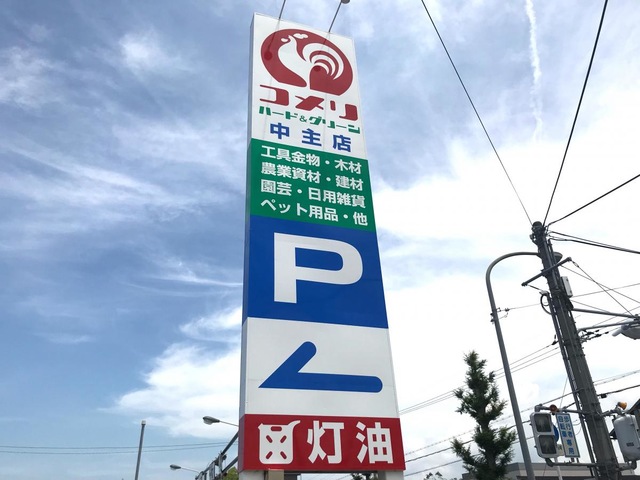 コメリ
ハード&グリーン
中主店
工具金物・木材
農業資材・建材
園芸・日用雑貨
ペット用品・他
P
灯油